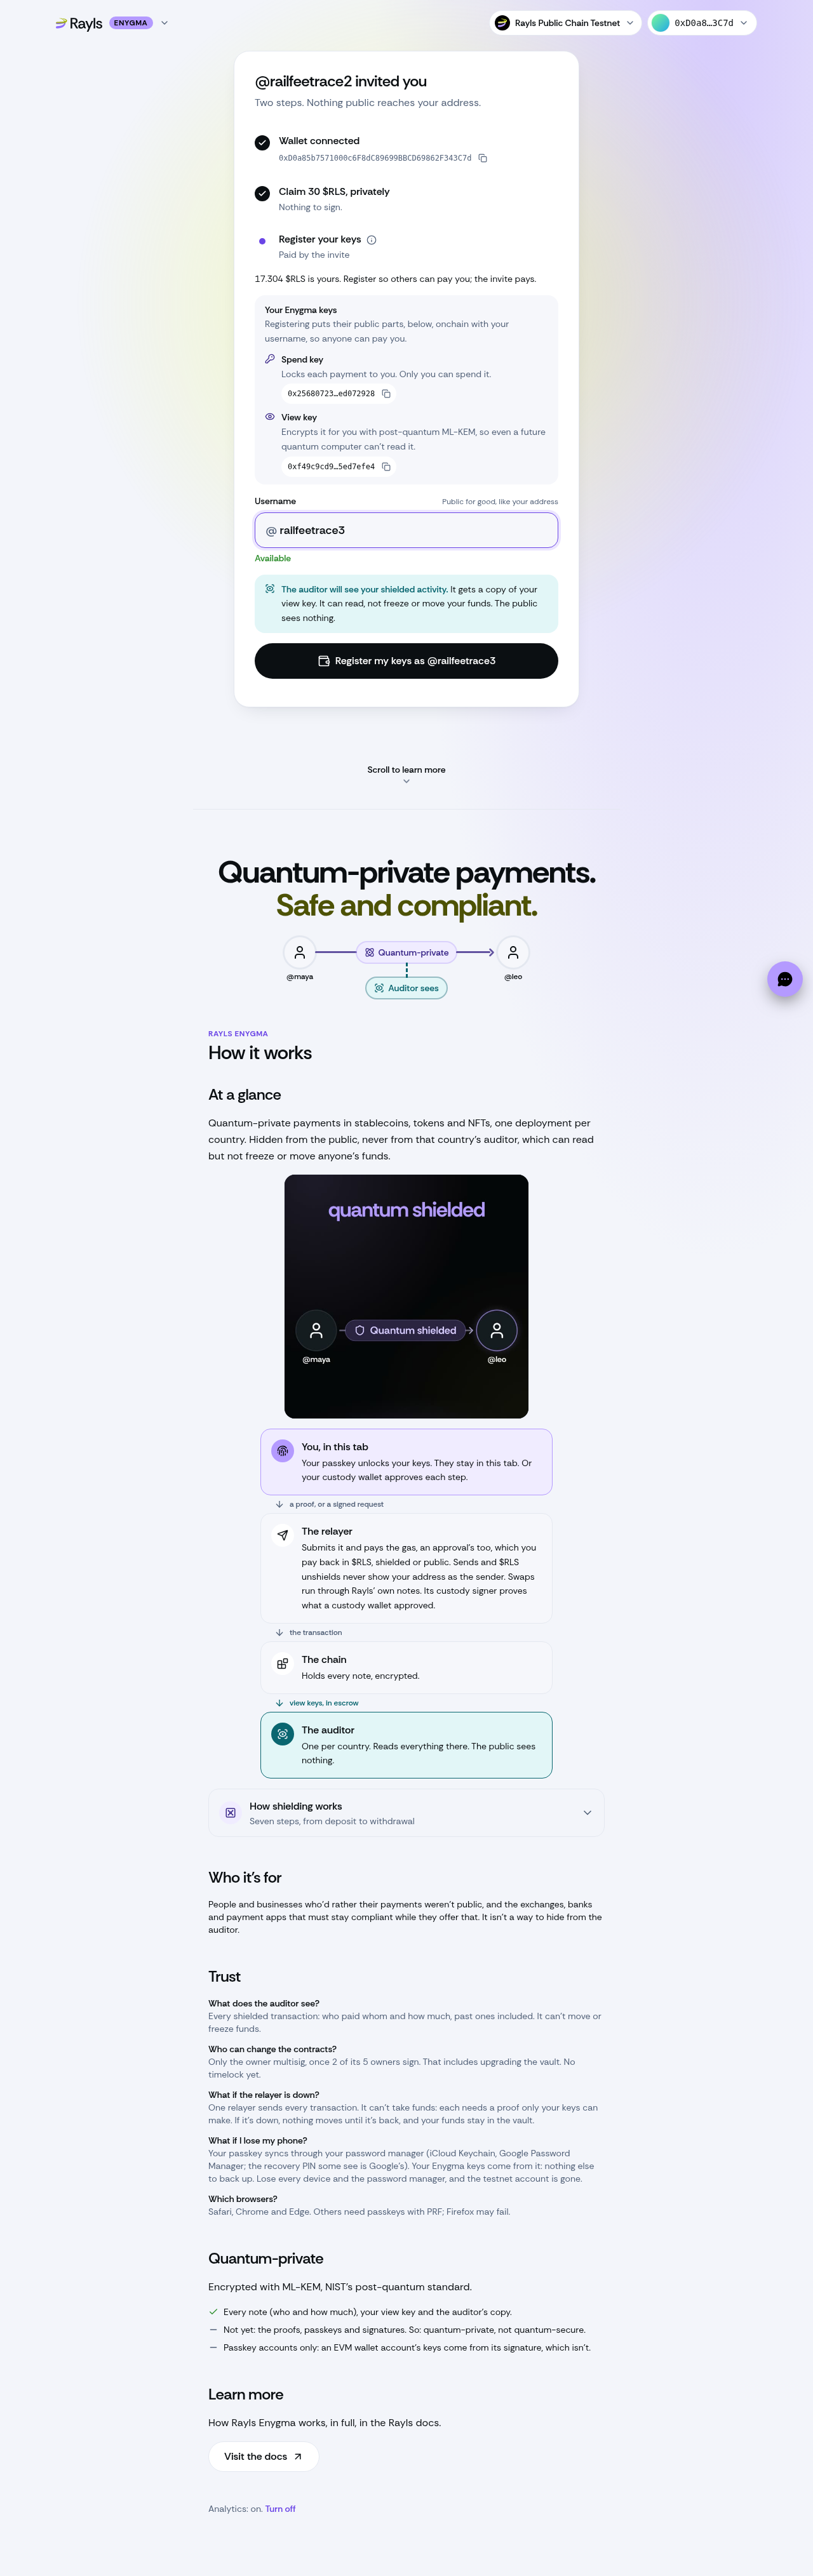 Rayls ENYGMA
Rayls Public Chain Testnet
0xD0a8…3C7d
@railfeetrace2 invited you
Two steps. Nothing public reaches your address.
Wallet connected
0xD0a85b7571000c6F8dC89699BBCD69862F343C7d
Claim 30 $RLS, privately
Nothing to sign.
Register your keys
Paid by the invite
17.304 $RLS is yours. Register so others can pay you; the invite pays.
Your Enygma keys
Registering puts their public parts, below, onchain with your
username, so anyone can pay you.
Spend key
Locks each payment to you. Only you can spend it.
0x25680723…ed072928
View key
Encrypts it for you with post-quantum ML-KEM, so even a future
quantum computer can't read it.
0xf49c9cd9…5ed7efe4
Username
Public for good, like your address
@ railfeetrace3
Available
The auditor will see your shielded activity. It gets a copy of your
view key. It can read, not freeze or move your funds. The public
sees nothing.
Register my keys as @railfeetrace3
Scroll to learn more
Quantum-private payments.
Safe and compliant.
Quantum-private
@maya
@leo
Auditor sees
RAYLS ENYGMA
How it works
At a glance
Quantum-private payments in stablecoins, tokens and NFTs, one deployment per
country. Hidden from the public, never from that country's auditor, which can read
but not freeze or move anyone's funds.
quantum shielded
Quantum shielded
@maya
@leo
You, in this tab
Your passkey unlocks your keys. They stay in this tab. Or
your custody wallet approves each step.
a proof, or a signed request
The relayer
Submits it and pays the gas, an approval's too, which you
pay back in $RLS, shielded or public. Sends and $RLS
unshields never show your address as the sender. Swaps
run through Rayls' own notes. Its custody signer proves
what a custody wallet approved.
the transaction
The chain
Holds every note, encrypted.
view keys, in escrow
The auditor
One per country. Reads everything there. The public sees
nothing.
How shielding works
Seven steps, from deposit to withdrawal
Who it's for
People and businesses who'd rather their payments weren't public, and the exchanges, banks
and payment apps that must stay compliant while they offer that. It isn't a way to hide from the
auditor.
Trust
What does the auditor see?
Every shielded transaction: who paid whom and how much, past ones included. It can't move or
freeze funds.
Who can change the contracts?
Only the owner multisig, once 2 of its 5 owners sign. That includes upgrading the vault. No
timelock yet.
What if the relayer is down?
One relayer sends every transaction. It can't take funds: each needs a proof only your keys can
make. If it's down, nothing moves until it's back, and your funds stay in the vault.
What if I lose my phone?
Your passkey syncs through your password manager (iCloud Keychain, Google Password
Manager; the recovery PIN some see is Google's). Your Enygma keys come from it: nothing else
to back up. Lose every device and the password manager, and the testnet account is gone.
Which browsers?
Safari, Chrome and Edge. Others need passkeys with PRF; Firefox may fail.
Quantum-private
Encrypted with ML-KEM, NIST's post-quantum standard.
Every note (who and how much), your view key and the auditor's copy.
Not yet: the proofs, passkeys and signatures. So: quantum-private, not quantum-secure.
Passkey accounts only: an EVM wallet account's keys come from its signature, which isn't.
Learn more
How Rayls Enygma works, in full, in the Rayls docs.
Visit the docs
Analytics: on. Turn off